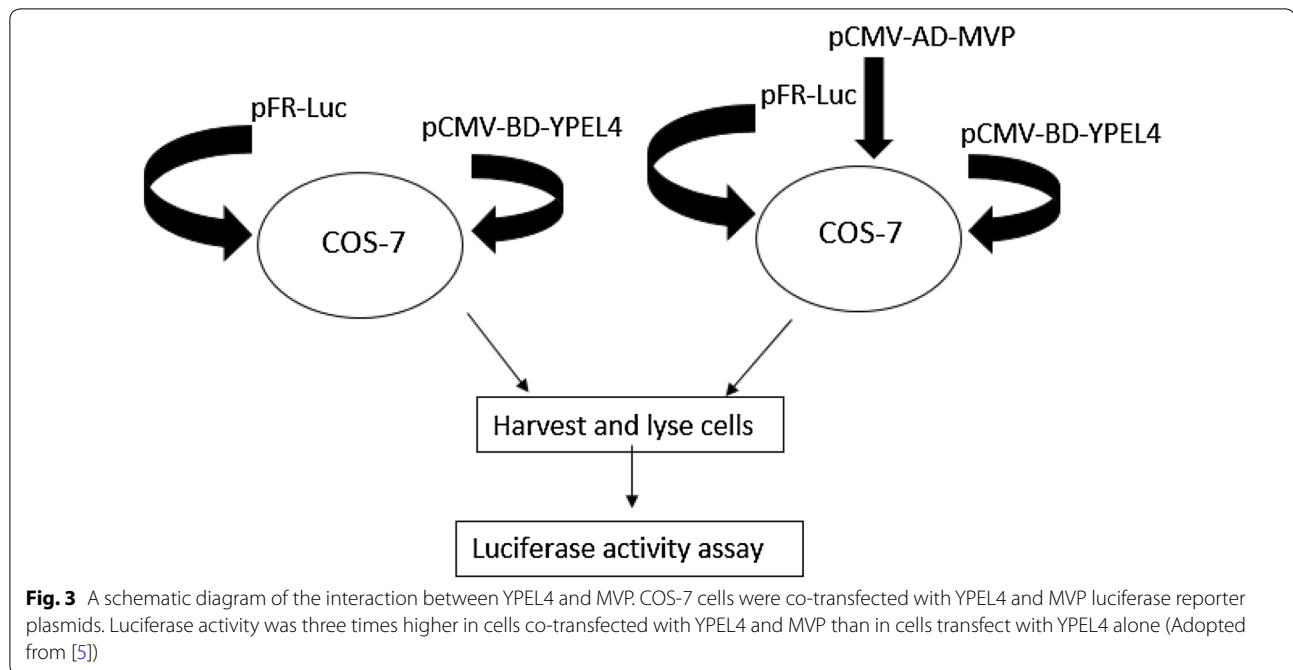 pCMV-AD-MVP
pFR-Luc
pCMV-BD-YPEL4
COS-7
pFR-Luc
pCMV-BD-YPEL4
COS-7
Harvest and lyse cells
Luciferase activity assay
Fig. 3 A schematic diagram of the interaction between YPEL4 and MVP. COS-7 cells were co-transfected with YPEL4 and MVP luciferase reporter
plasmids. Luciferase activity was three times higher in cells co-transfected with YPEL4 and MVP than in cells transfect with YPEL4 alone (Adopted
from [5])